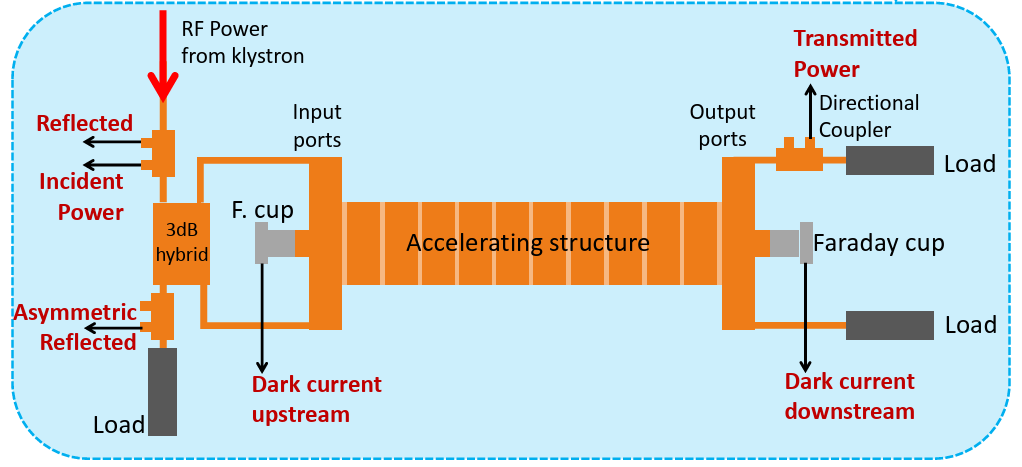 RF Power
from klystron
Reflected
Incident
Power
3dB
hybrid
Asymmetric
Reflected
Load
Input
ports
F. cup
Dark current
upstream
Accelerating structure
Output
ports
Transmitted
Power
Directional
Coupler
Load
Faraday cup
Load
Dark current
downstream